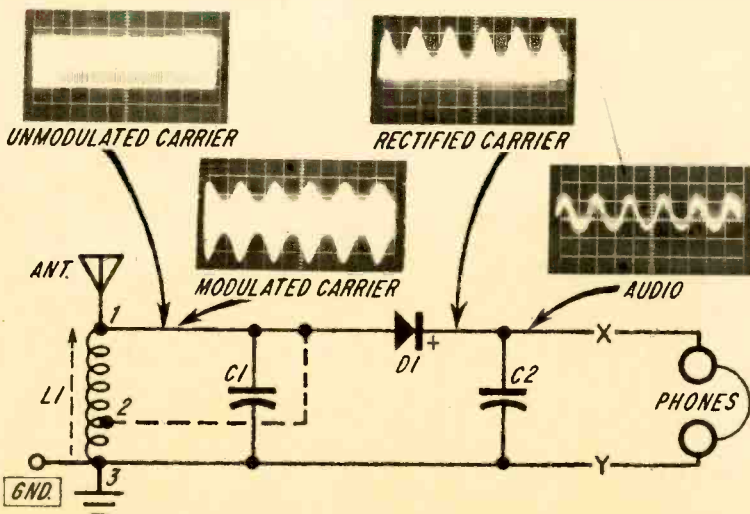 UNMODULATED CARRIER
RECTIFIED CARRIER
MODULATED CARRIER
AUDIO
ANT.
1
L1
2
3
GND.
C1
D1
+
C2
X
Y
PHONES